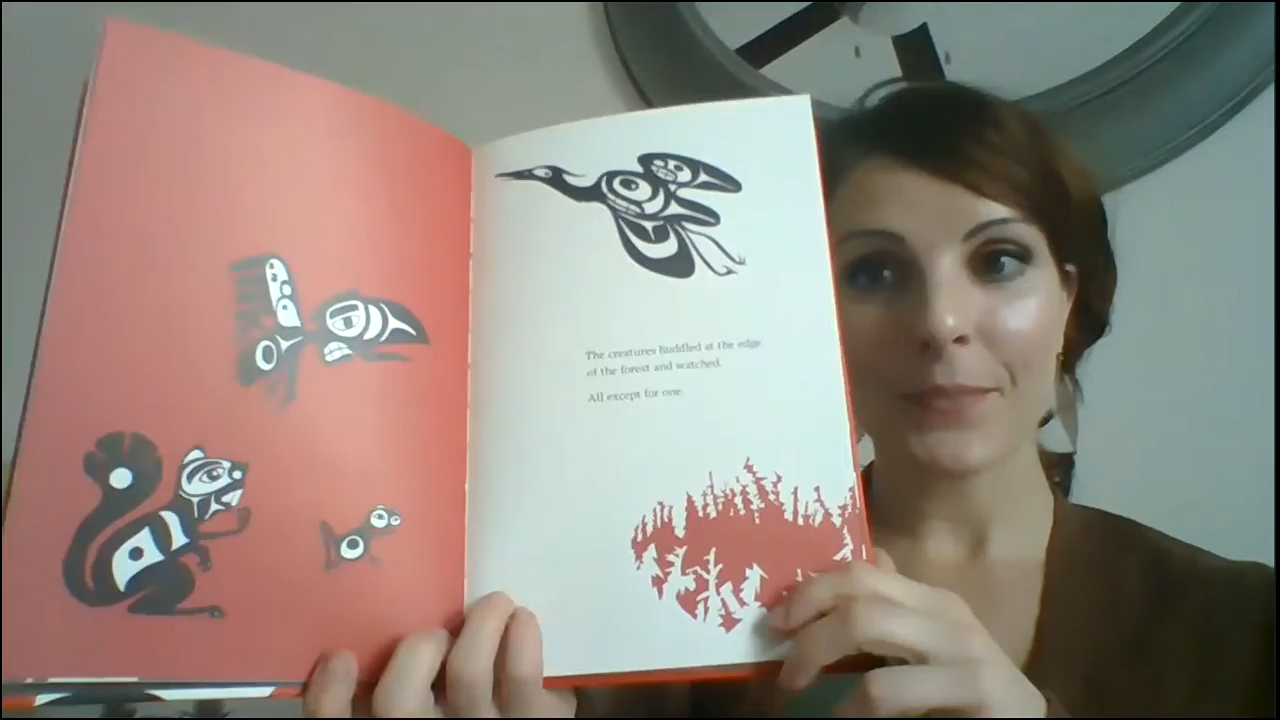 The creatures huddled at the edge
of the forest and watched.
All except for one